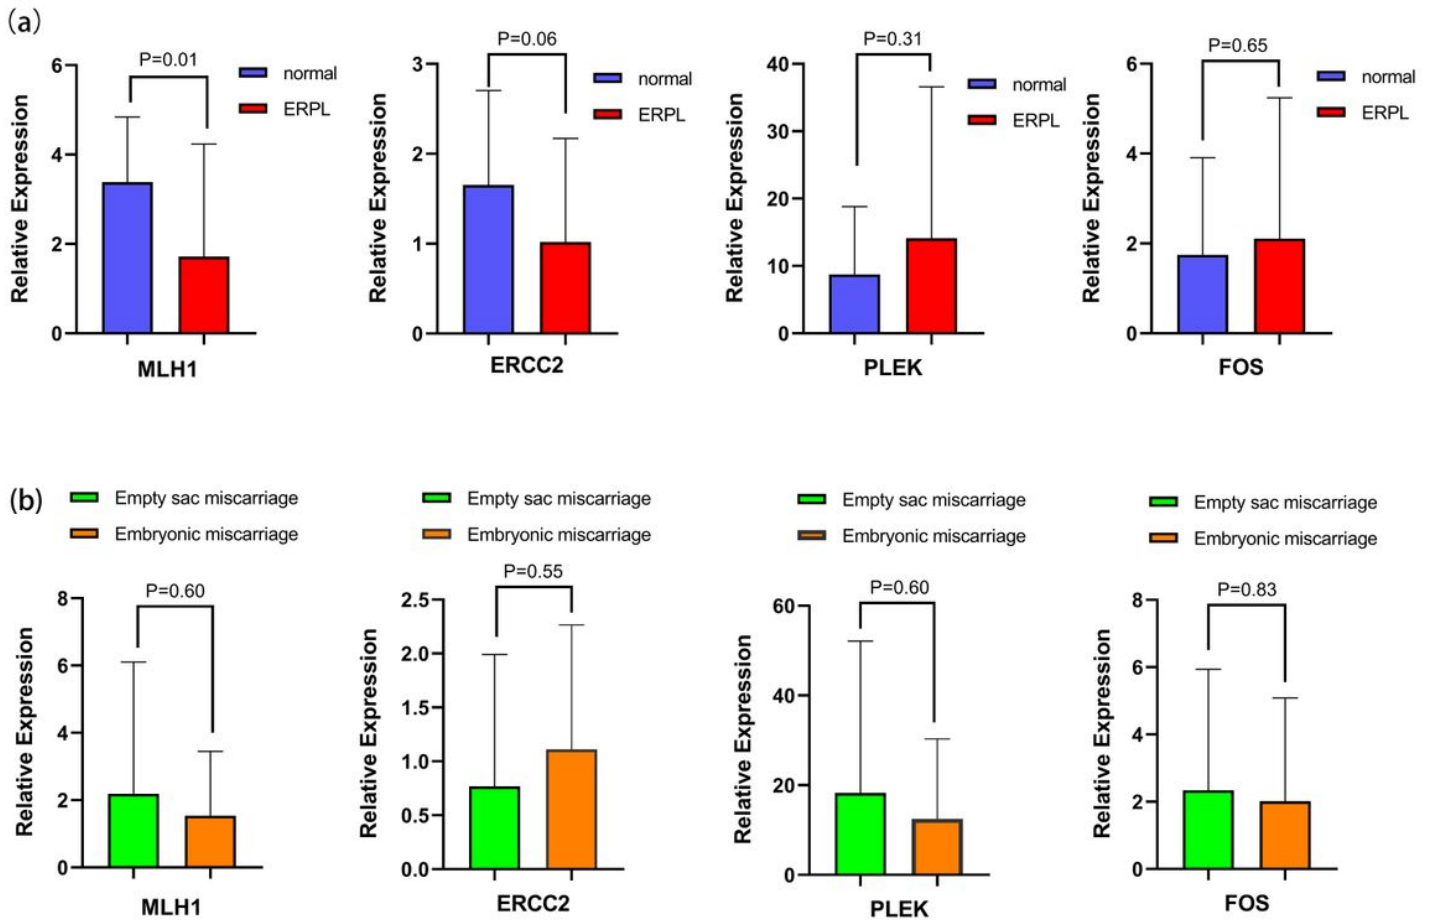 (a)
P=0.01
6
4
2
0
Relative Expression
normal
ERPL
MLH1
P=0.06
3
2
1
0
Relative Expression
normal
ERPL
ERCC2
P=0.31
40
30
20
10
0
Relative Expression
normal
ERPL
PLEK
P=0.65
6
4
2
0
Relative Expression
normal
ERPL
FOS
(b)
Empty sac miscarriage
Embryonic miscarriage
P=0.60
8
6
4
2
0
Relative Expression
MLH1
Empty sac miscarriage
Embryonic miscarriage
P=0.55
2.5
2.0
1.5
1.0
0.5
0.0
Relative Expression
ERCC2
Empty sac miscarriage
Embryonic miscarriage
P=0.60
60
40
20
0
Relative Expression
PLEK
Empty sac miscarriage
Embryonic miscarriage
P=0.83
8
6
4
2
0
Relative Expression
FOS